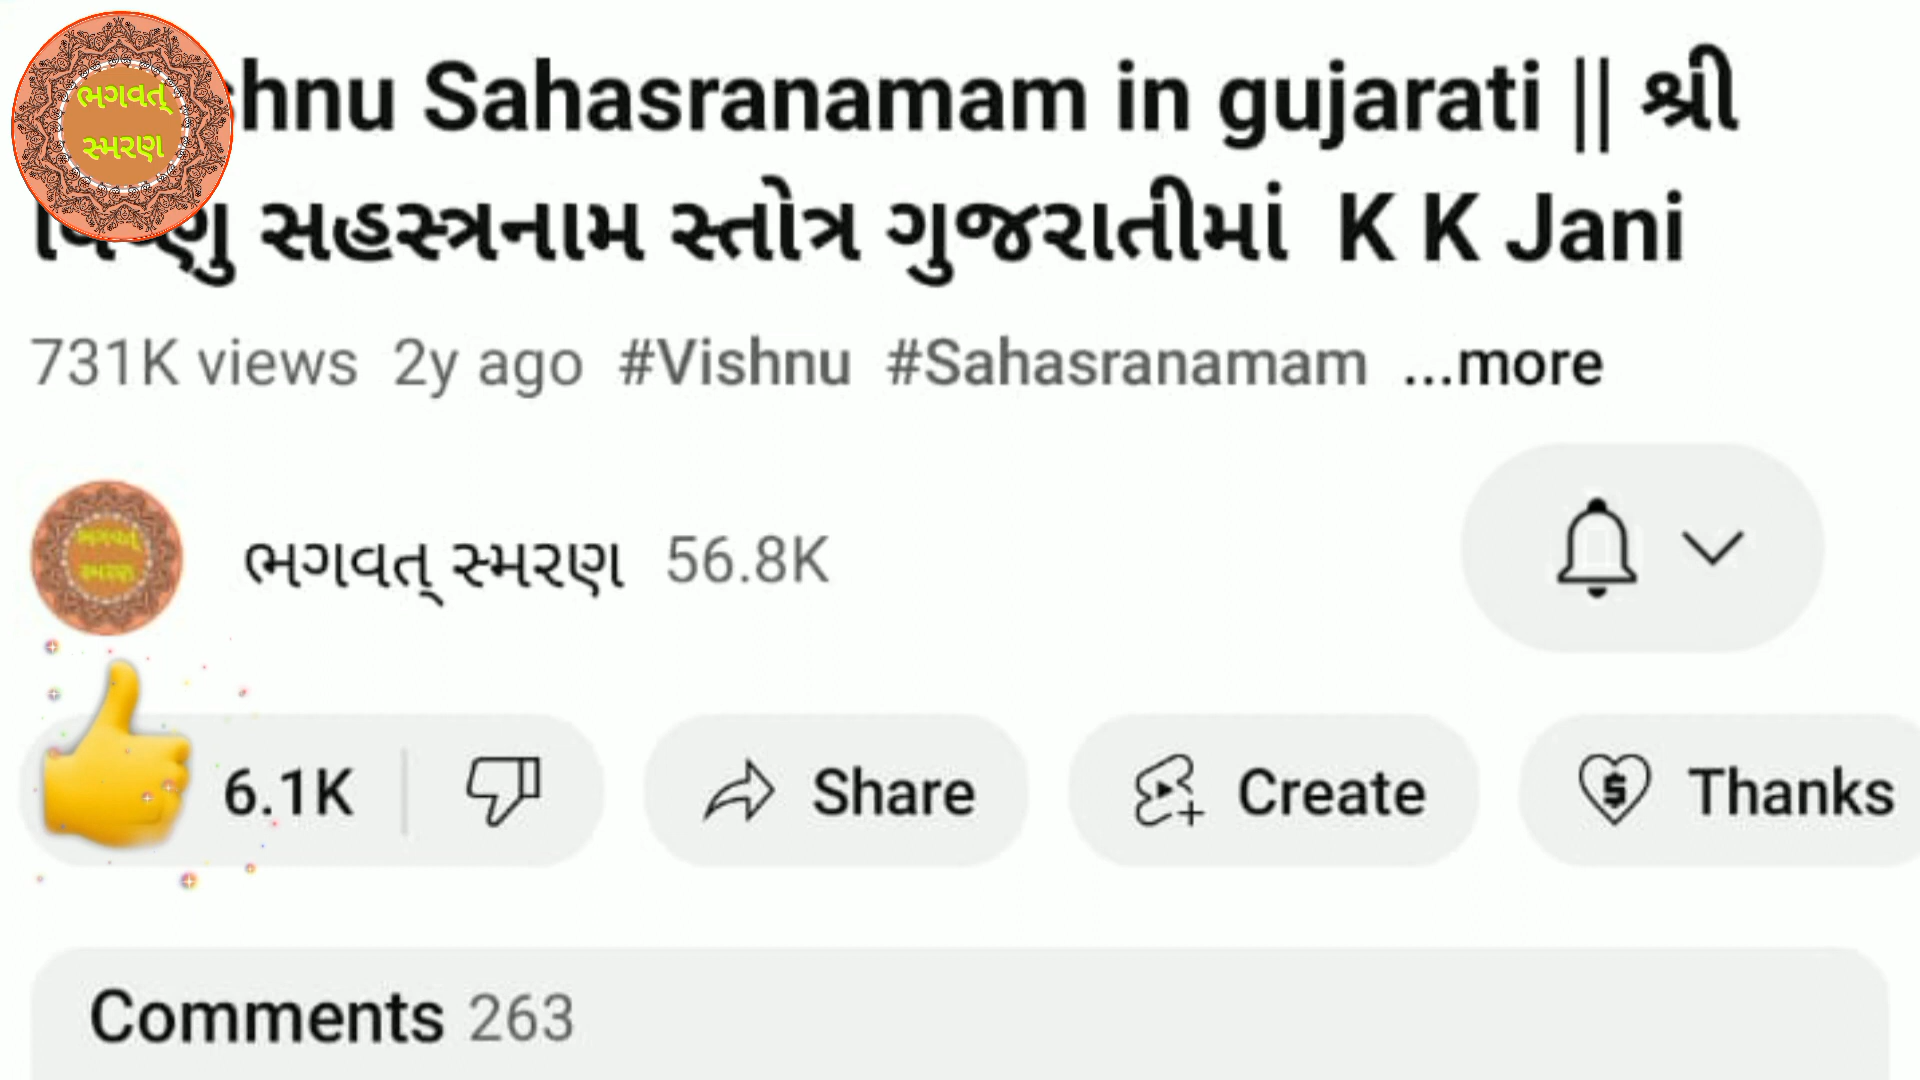 ભગવત્
સ્મરણ
Sahasranamam in gujarati || શ્રી
સહસ્ત્રનામ સ્તોત્ર ગુજરાતીમાં K K Jani
731K views 2y ago #Vishnu #Sahasranamam ...more
ભગવત્ સ્મરણ 56.8K
6.1K Share Create Thanks
Comments 263